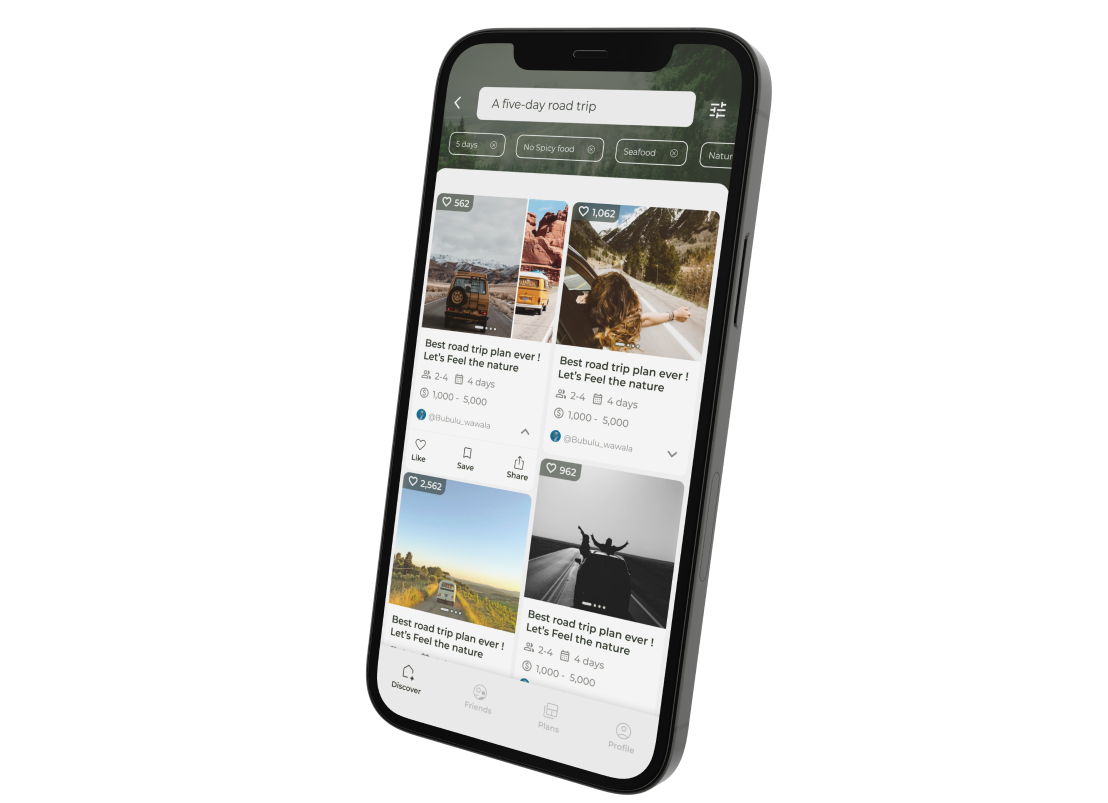 A five-day road trip
5 days
No Spicy food
Seafood
Natur
562
1,062
Best road trip plan ever !
Let's Feel the nature
2-4
4 days
1,000 - 5,000
@Bubulu_wawala
Like
Save
Share
Best road trip plan ever !
Let's Feel the nature
2-4
4 days
1,000 - 5,000
@Bubulu_wawala
2,562
Best road trip plan ever !
Let's Feel the nature
962
Best road trip plan ever !
Let's Feel the nature
2-4
4 days
1,000 - 5,000
Discover
Friends
Plans
Profile